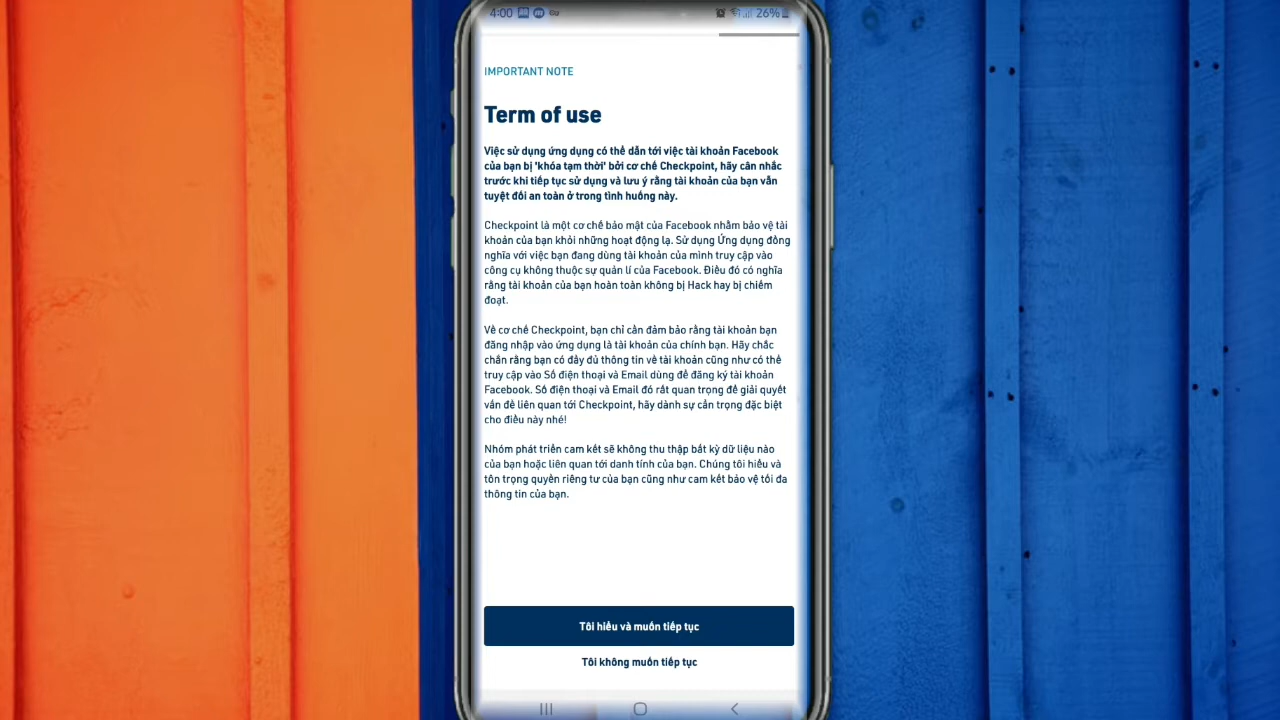 4:00
26%
IMPORTANT NOTE
Term of use
Việc sử dụng ứng dụng có thể dẫn tới việc tài khoản Facebook
của bạn bị 'khóa tạm thời' bởi cơ chế Checkpoint, hãy cân nhắc
trước khi tiếp tục sử dụng và lưu ý rằng tài khoản của bạn vẫn
tuyệt đối an toàn ở trong tình huống này.
Checkpoint là một cơ chế bảo mật của Facebook nhằm bảo vệ tài
khoản của bạn khỏi những hoạt động lạ. Sử dụng Ứng dụng đồng
nghĩa với việc bạn đang dùng tài khoản của mình truy cập vào
công cụ không thuộc sự quản lí của Facebook. Điều đó có nghĩa
rằng tài khoản của bạn hoàn toàn không bị Hack hay bị chiếm
đoạt.
Về cơ chế Checkpoint, bạn chỉ cần đảm bảo rằng tài khoản bạn
đăng nhập vào ứng dụng là tài khoản của chính bạn. Hãy chắc
chắn rằng bạn có đầy đủ thông tin về tài khoản cũng như có thể
truy cập vào Số điện thoại và Email dùng để đăng ký tài khoản
Facebook. Số điện thoại và Email đó rất quan trọng để giải quyết
vấn đề liên quan tới Checkpoint, hãy dành sự cẩn trọng đặc biệt
cho điều này nhé!
Nhóm phát triển cam kết sẽ không thu thập bất kỳ dữ liệu nào
của bạn hoặc liên quan tới danh tính của bạn. Chúng tôi hiểu và
tôn trọng quyền riêng tư của bạn cũng như cam kết bảo vệ tối đa
thông tin của bạn.
Tôi hiểu và muốn tiếp tục
Tôi không muốn tiếp tục